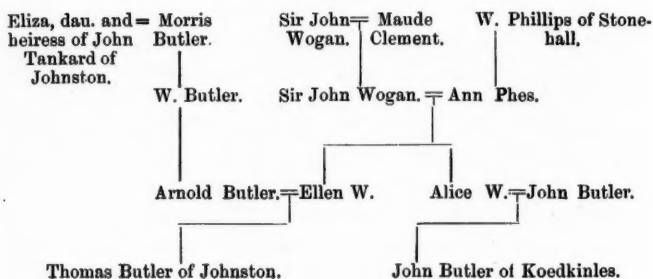 Eliza, dau. and = Morris Sir John = Maude W. Phillips of Stone-
heiress of John Butler. Wogan. Clement. hall,
Tankard of
Johnston.
W. Butler. Sir John Wogan. = Ann Phes.
Arnold Butler. = Ellen W. Alice W. = John Butler.
Thomas Butler of Johnston. John Butler of Koedkinles.